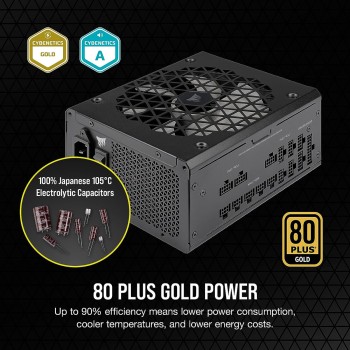 CYBENETICS
GOLD
CYBENETICS
A
100% Japanese 105°C
Electrolytic Capacitors
80
PLUS
GOLD
80 PLUS GOLD POWER
Up to 90% efficiency means lower power consumption,
cooler temperatures, and lower energy costs.